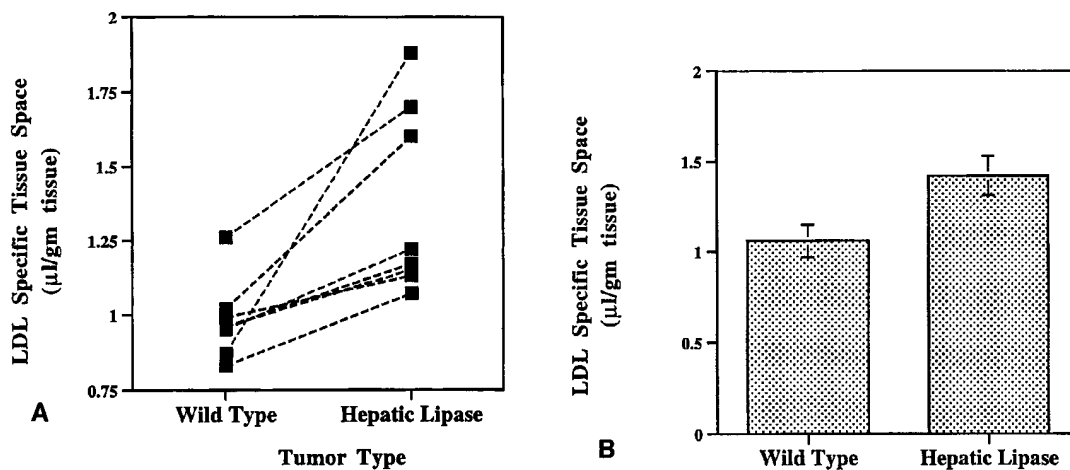 LDL Specific Tissue Space
(µl/gm tissue)
2
1.75
1.5
1.25
1
0.75
Wild Type Hepatic Lipase
Tumor Type
A
LDL Specific Tissue Space
(µl/gm tissue)
2
1.5
1
0.5
0
Wild Type Hepatic Lipase
B